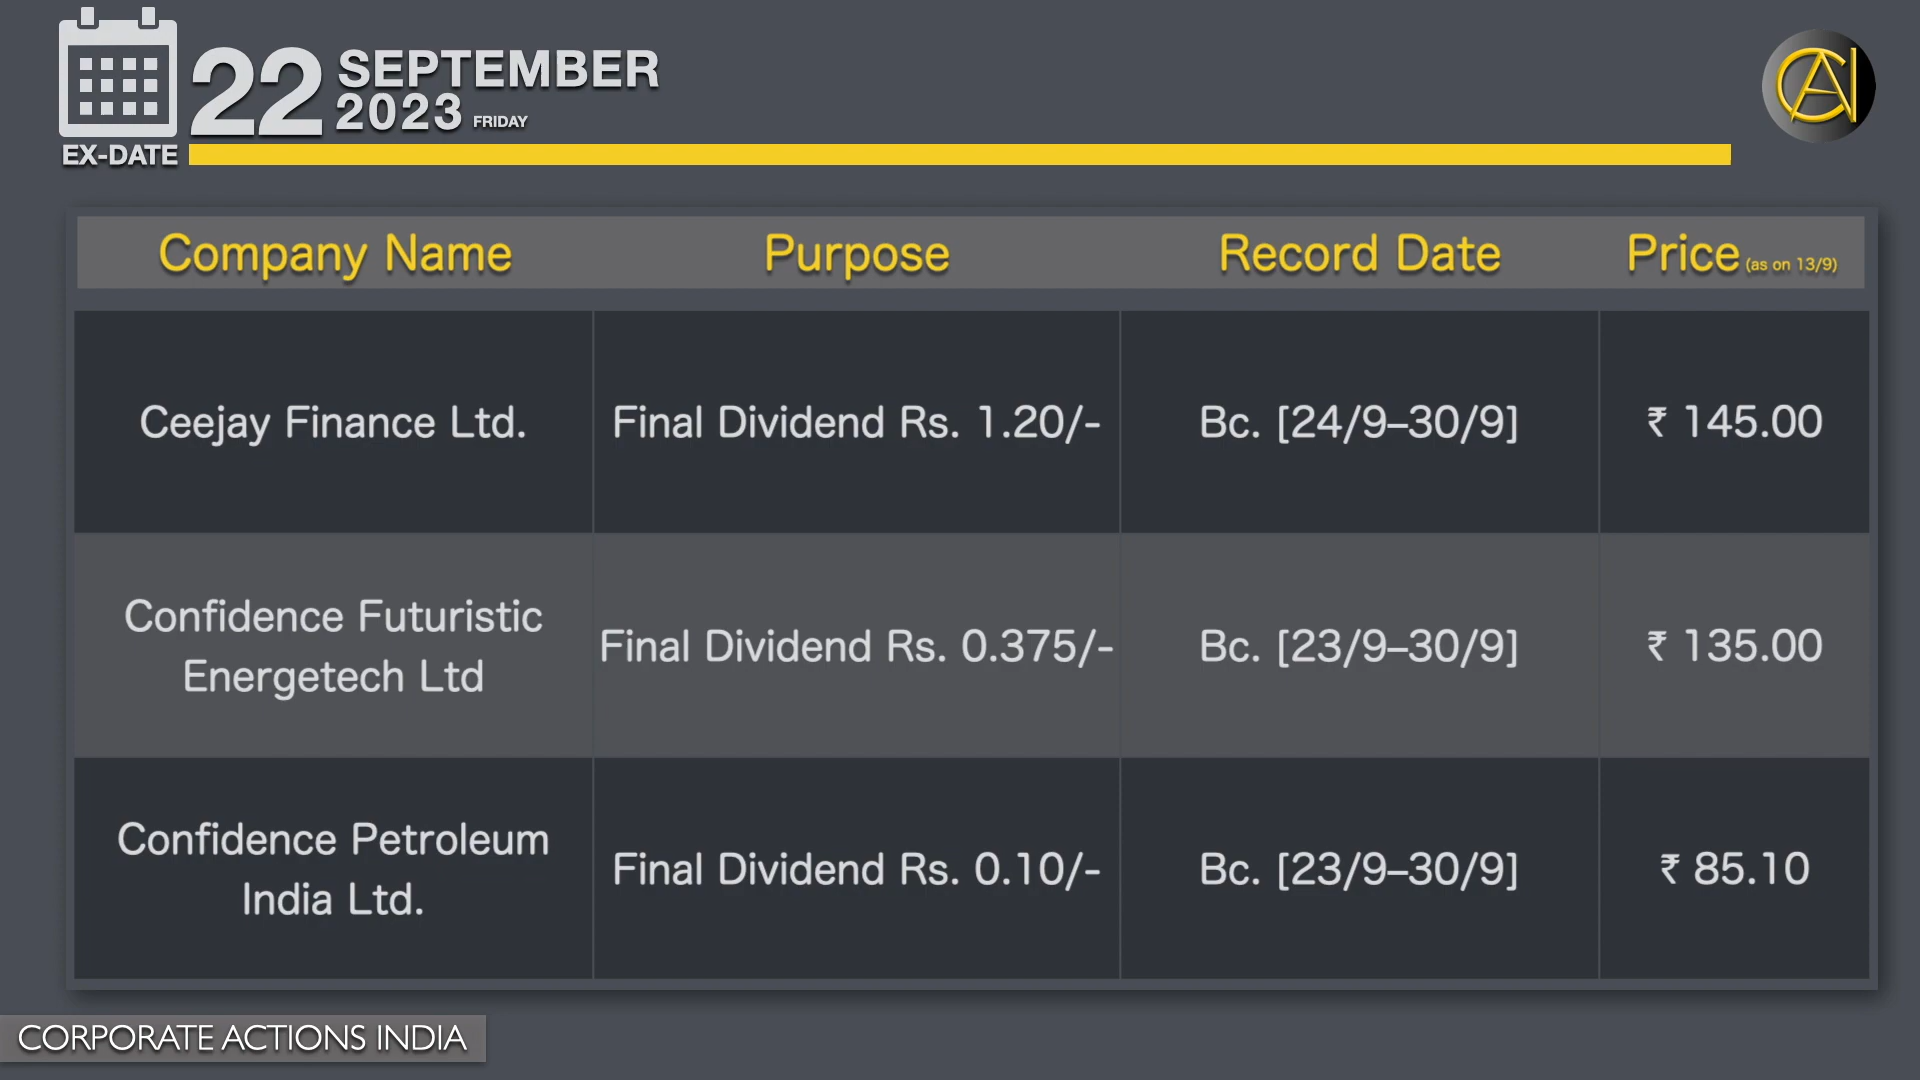 22 SEPTEMBER
2023 FRIDAY
EX-DATE
CAI
Company Name Purpose Record Date Price (as on 13/9)
Ceejay Finance Ltd. Final Dividend Rs. 1.20/- Bc. [24/9–30/9] ₹ 145.00
Confidence Futuristic
Energetech Ltd Final Dividend Rs. 0.375/- Bc. [23/9–30/9] ₹ 135.00
Confidence Petroleum
India Ltd. Final Dividend Rs. 0.10/- Bc. [23/9–30/9] ₹ 85.10
CORPORATE ACTIONS INDIA